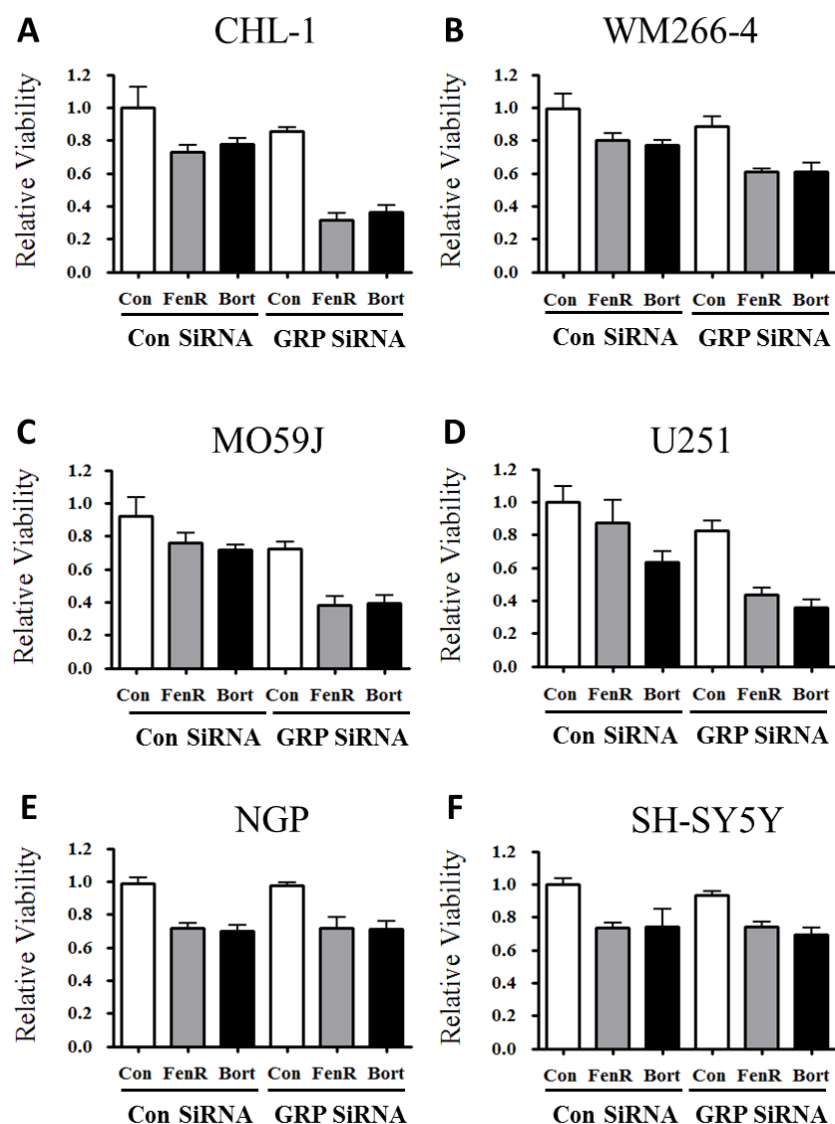 A CHL-1
Relative Viability
1.2
1.0
0.8
0.6
0.4
0.2
0.0
Con FenR Bort Con FenR Bort
Con SiRNA GRP SiRNA
B WM266-4
Relative Viability
1.2
1.0
0.8
0.6
0.4
0.2
0.0
Con FenR Bort Con FenR Bort
Con SiRNA GRP SiRNA
C MO59J
Relative Viability
1.2
1.0
0.8
0.6
0.4
0.2
0.0
Con FenR Bort Con FenR Bort
Con SiRNA GRP SiRNA
D U251
Relative Viability
1.2
1.0
0.8
0.6
0.4
0.2
0.0
Con FenR Bort Con FenR Bort
Con SiRNA GRP SiRNA
E NGP
Relative Viability
1.2
1.0
0.8
0.6
0.4
0.2
0.0
Con FenR Bort Con FenR Bort
Con SiRNA GRP SiRNA
F SH-SY5Y
Relative Viability
1.2
1.0
0.8
0.6
0.4
0.2
0.0
Con FenR Bort Con FenR Bort
Con SiRNA GRP SiRNA